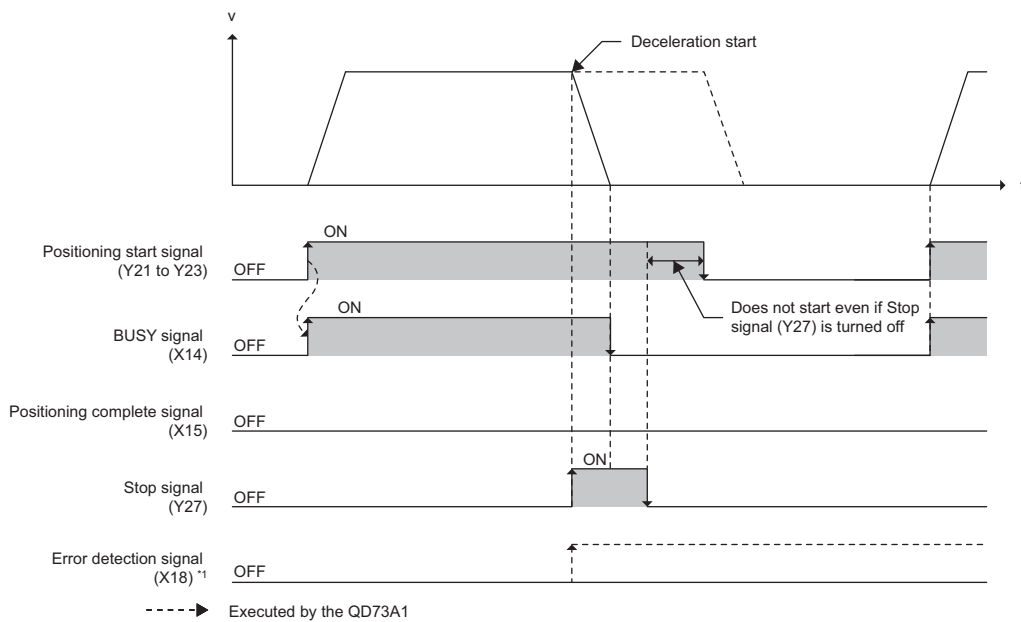 v
Deceleration start
Positioning start signal
(Y21 to Y23)
ON
OFF
Does not start even if Stop
signal (Y27) is turned off
BUSY signal
(X14)
ON
OFF
Positioning complete signal
(X15)
OFF
Stop signal
(Y27)
ON
OFF
Error detection signal
(X18) *1
OFF
Executed by the QD73A1